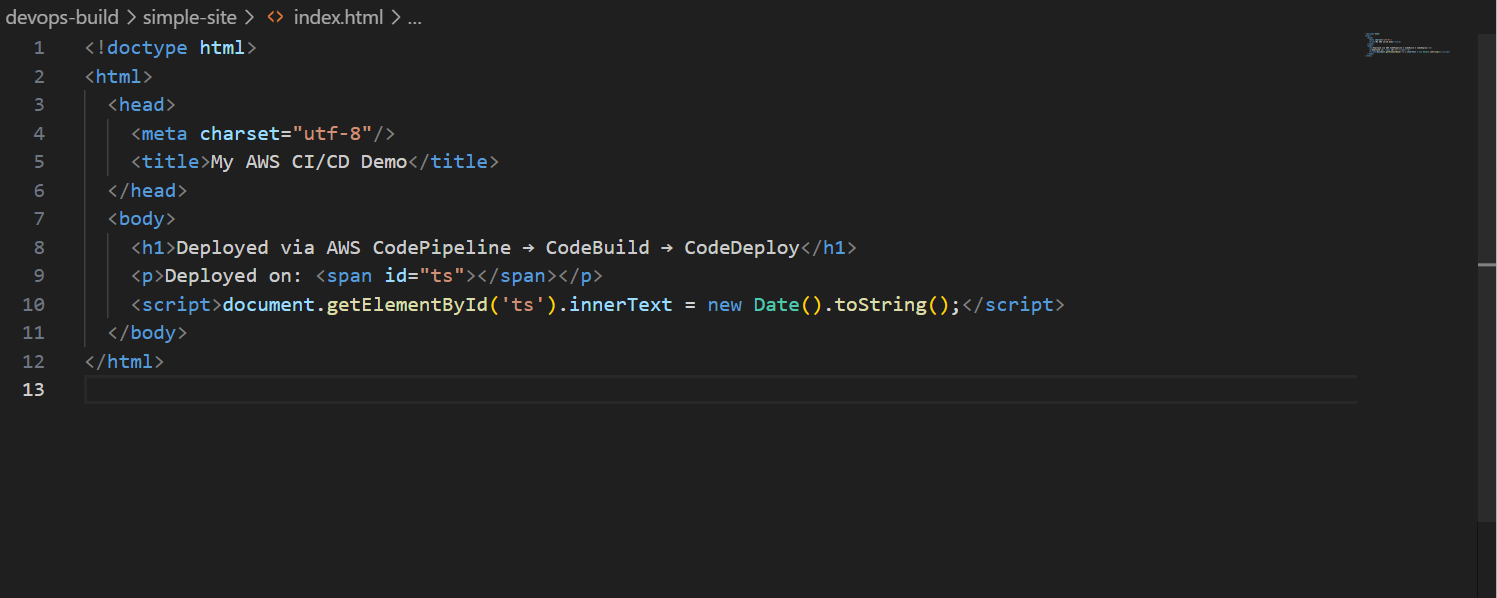 devops-build > simple-site > <> index.html > ...
1 <!doctype html>
2 <html>
3 <head>
4 <meta charset="utf-8"/>
5 <title>My AWS CI/CD Demo</title>
6 </head>
7 <body>
8 <h1>Deployed via AWS CodePipeline → CodeBuild → CodeDeploy</h1>
9 <p>Deployed on: <span id="ts"></span></p>
10 <script>document.getElementById('ts').innerText = new Date().toString();</script>
11 </body>
12 </html>
13